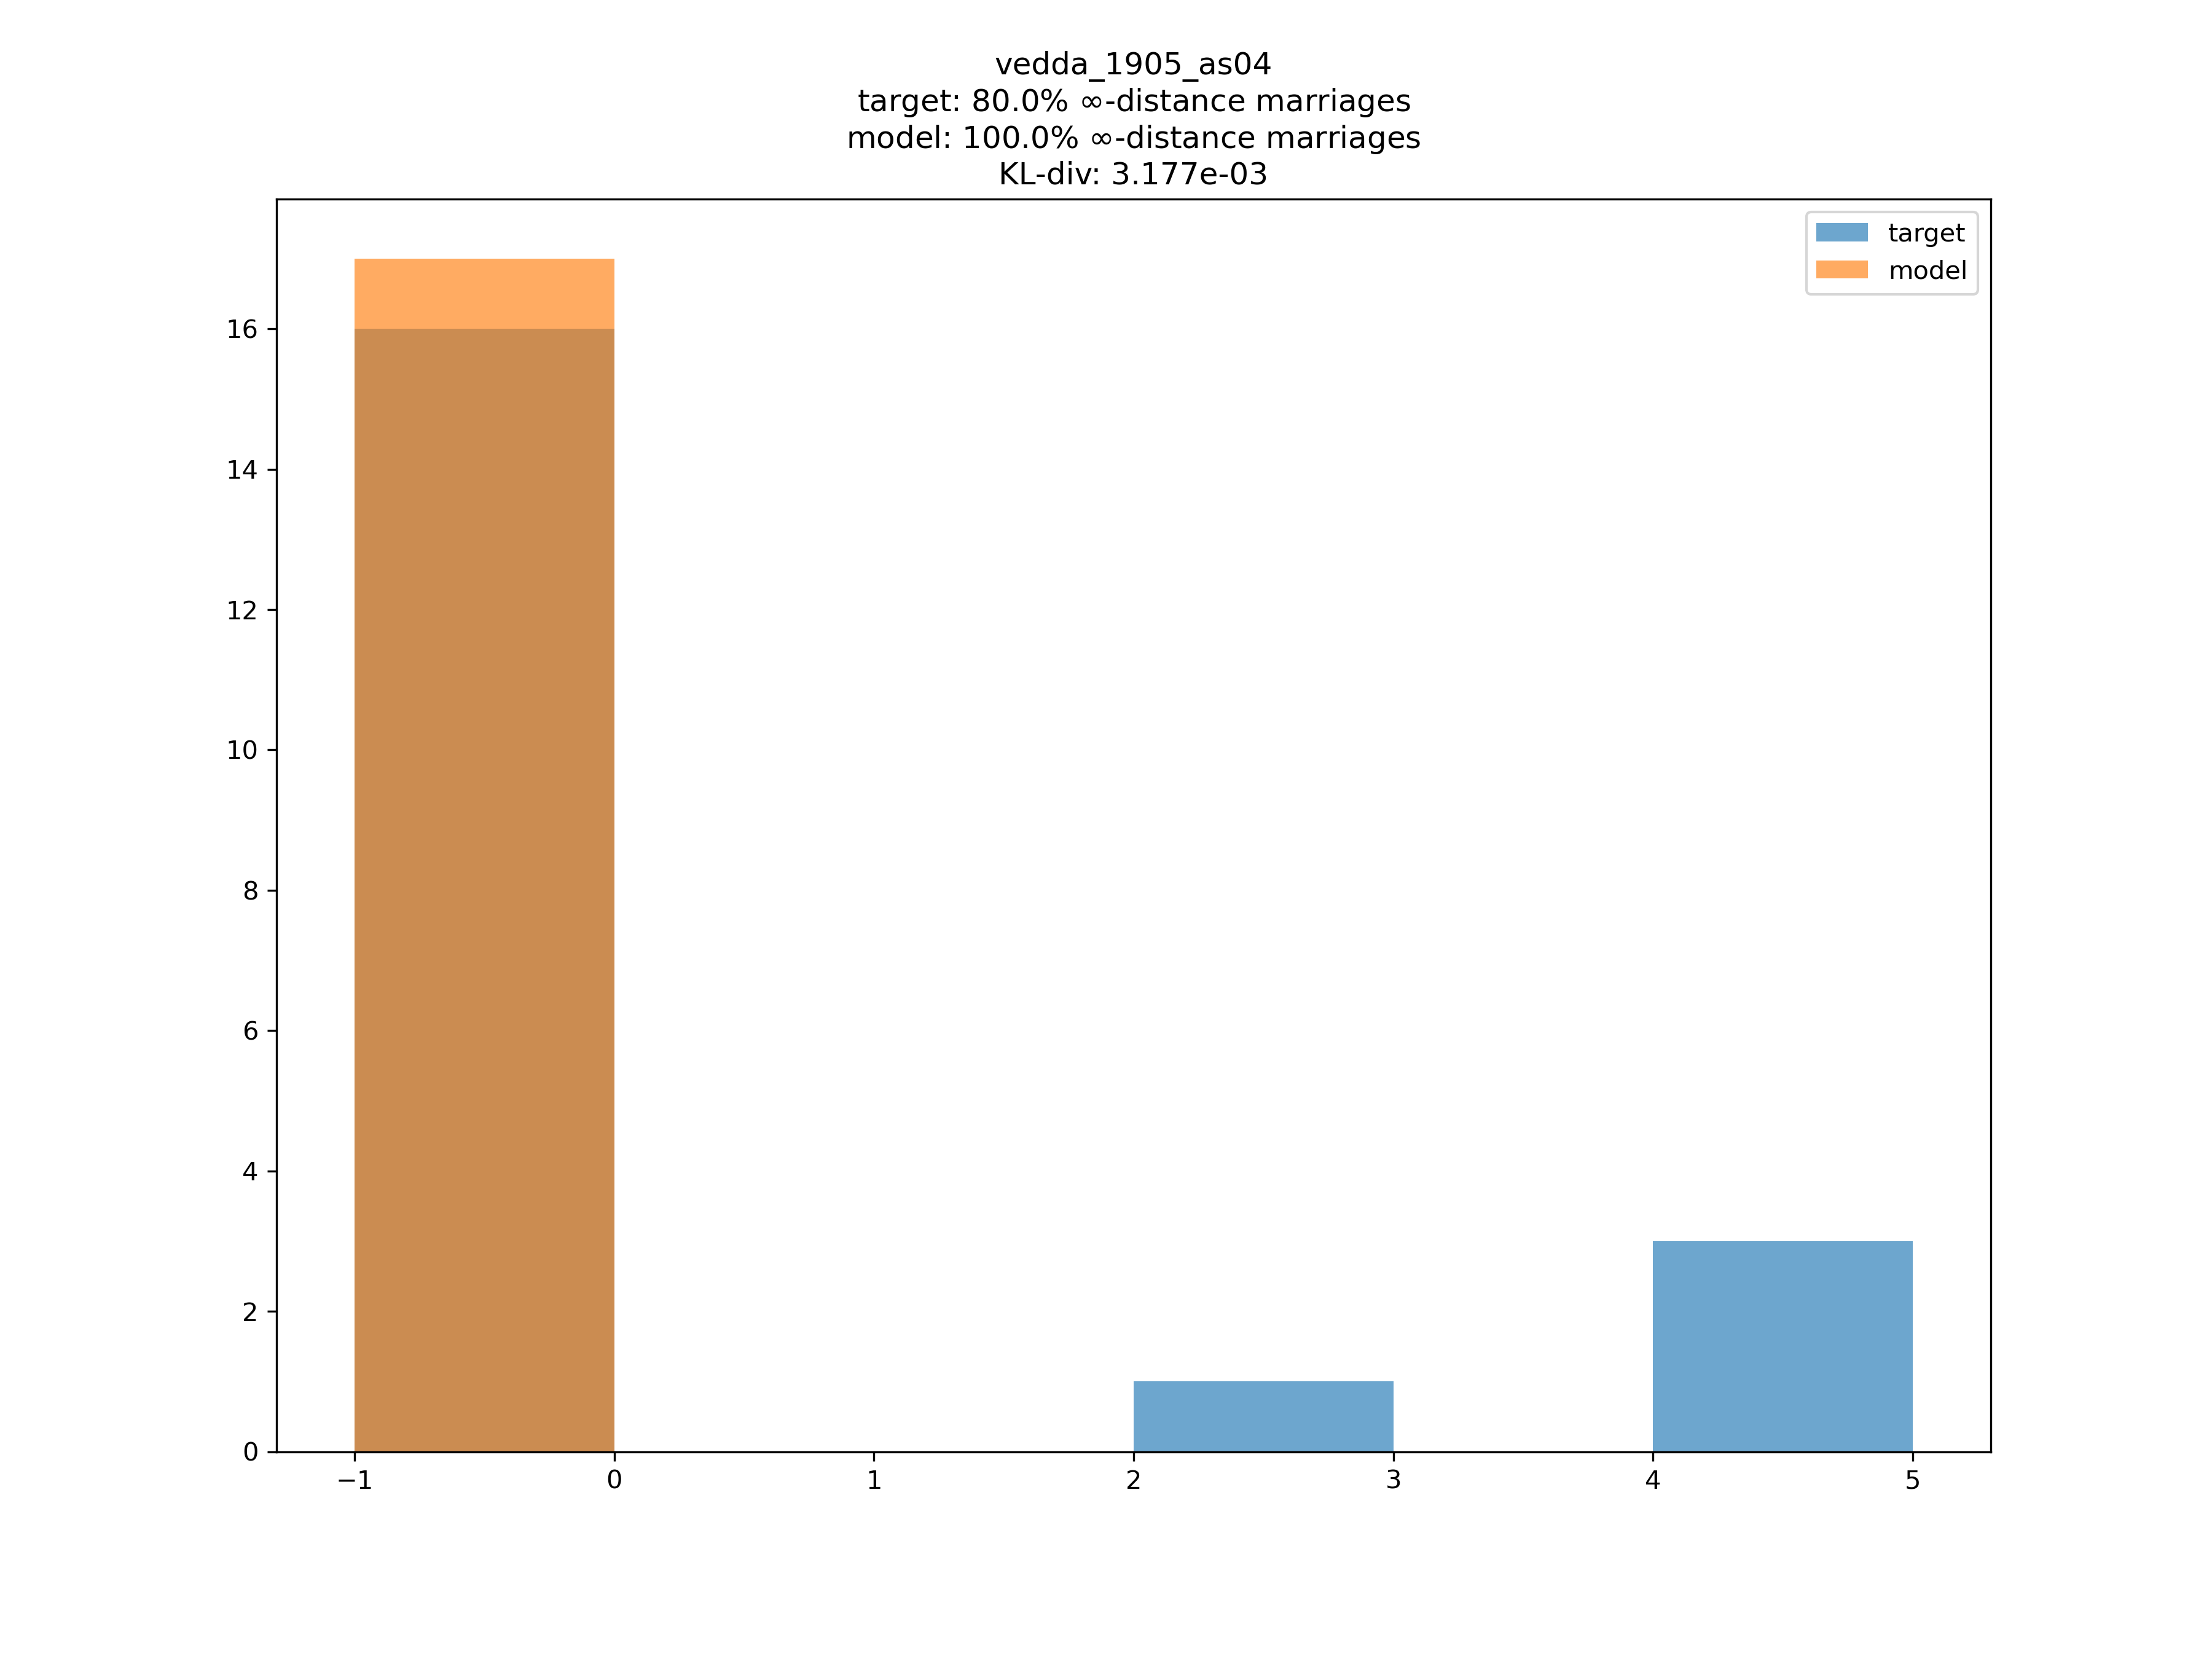 vedda_1905_as04
target: 80.0% ∞-distance marriages
model: 100.0% ∞-distance marriages
KL-div: 3.177e-03
target
model
16
14
12
10
8
6
4
2
0
−1 0 1 2 3 4 5